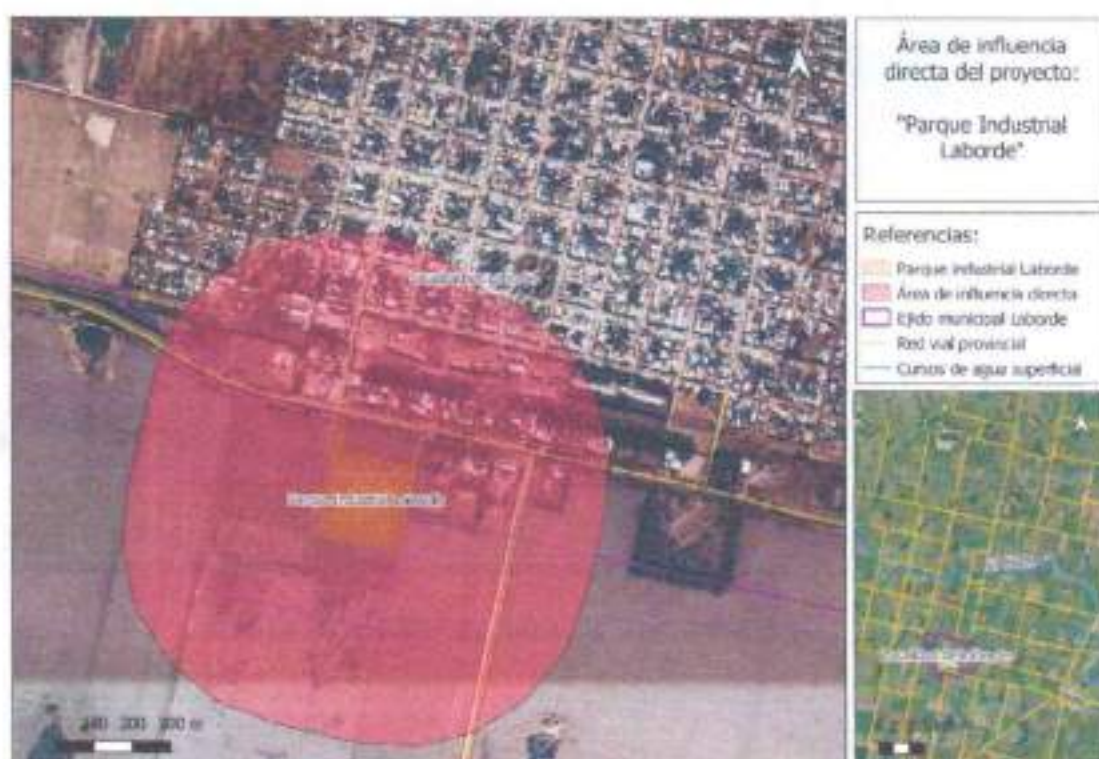 Área de influencia
directa del proyecto:
"Parque Industrial
Laborde"
Referencias:
Parque industrial Laborde
Área de influencia directa
Ejido municipal Laborde
Red vial provincial
Cursos de agua superficial
200 300 m